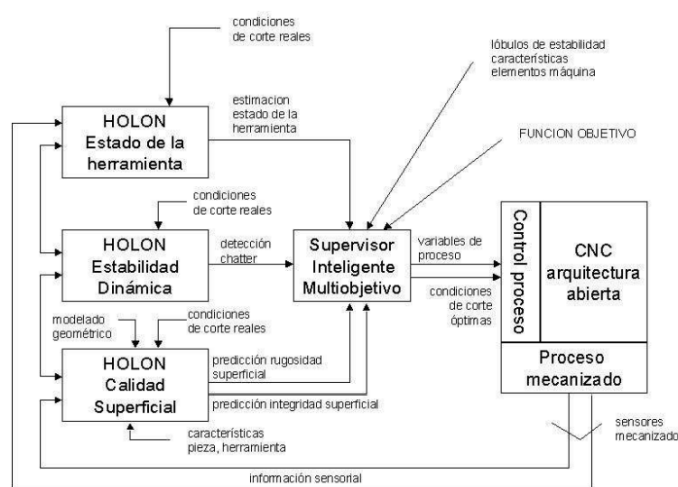 condiciones
de corte reales
lóbulos de estabilidad
características
elementos máquina
HOLON
Estado de la
herramienta
estimacion
estado de la
herramienta
FUNCION OBJETIVO
condiciones
de corte reales
HOLON
Estabilidad
Dinámica
detección
chatter
Supervisor
Inteligente
Multiobjetivo
variables de
proceso
condiciones
de corte
óptimas
Control proceso
CNC
arquitectura
abierta
Proceso
mecanizado
modelado
geométrico
condiciones
de corte reales
HOLON
Calidad
Superficial
predicción rugosidad
superficial
predicción integridad superficial
características
pieza, herramienta
sensores
mecanizado
información sensorial